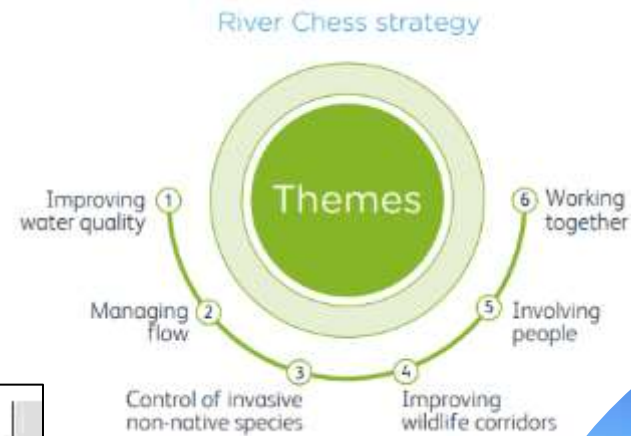 River Chess strategy
Themes
1
Improving
water quality
2
Managing
flow
3
Control of invasive
non-native species
4
Improving
wildlife corridors
5
Involving
people
6
Working
together